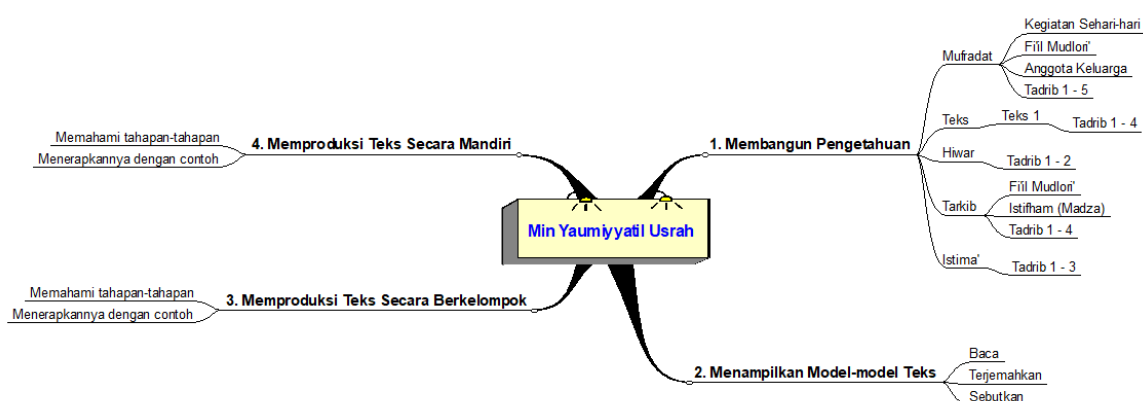 Min Yaumiyyatil Usrah
1. Membangun Pengetahuan
Mufradat
Kegiatan Sehari-hari
Fi'il Mudlori'
Anggota Keluarga
Tadrib 1 - 5
Teks
Teks 1
Tadrib 1 - 4
Hiwar
Tadrib 1 - 2
Tarkib
Fi'il Mudlori'
Istifham (Madza)
Tadrib 1 - 4
Istima'
Tadrib 1 - 3
2. Menampilkan Model-model Teks
Baca
Terjemahkan
Sebutkan
3. Memproduksi Teks Secara Berkelompok
Memahami tahapan-tahapan
Menerapkannya dengan contoh
4. Memproduksi Teks Secara Mandiri
Memahami tahapan-tahapan
Menerapkannya dengan contoh